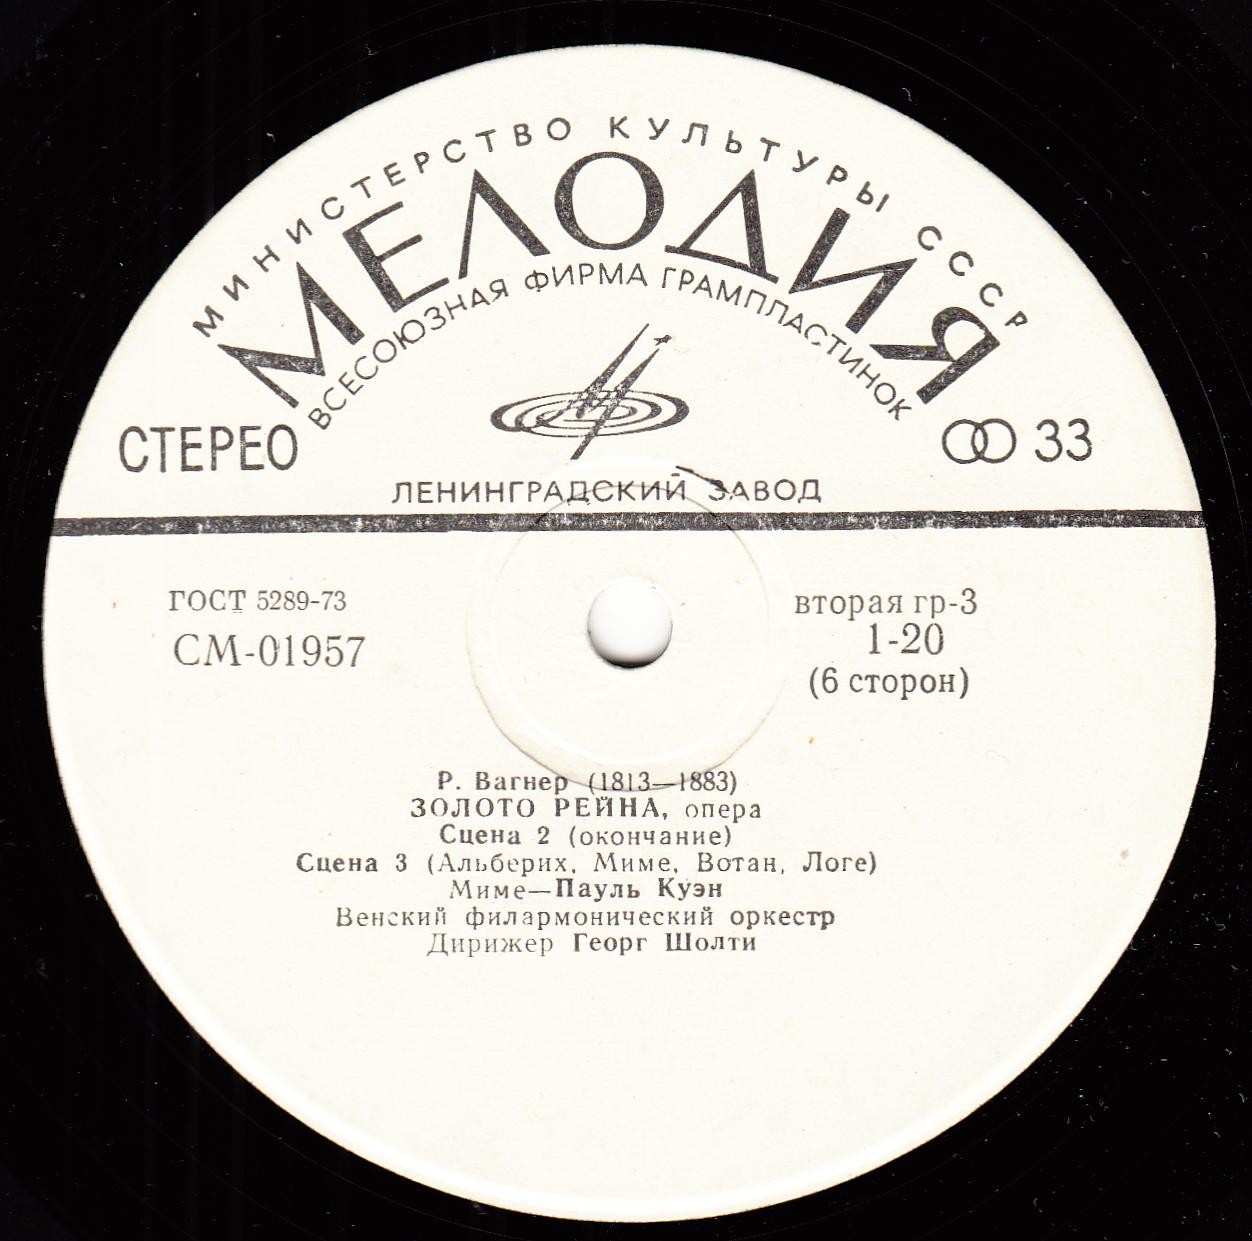 МИНИСТЕРСТВО КУЛЬТУРЫ СССР
МЕЛОДИЯ
ВСЕСОЮЗНАЯ ФИРМА ГРАМПЛАСТИНОК
СТЕРЕО
33
ЛЕНИНГРАДСКИЙ ЗАВОД
ГОСТ 5289-73
СМ-01957
вторая гр-3
1-20
(6 сторон)
Р. Вагнер (1813—1883)
ЗОЛОТО РЕЙНА, опера
Сцена 2 (окончание)
Сцена 3 (Альберих, Миме, Вотан, Логе)
Миме—Пауль Куэн
Венский филармонический оркестр
Дирижер Георг Шолти